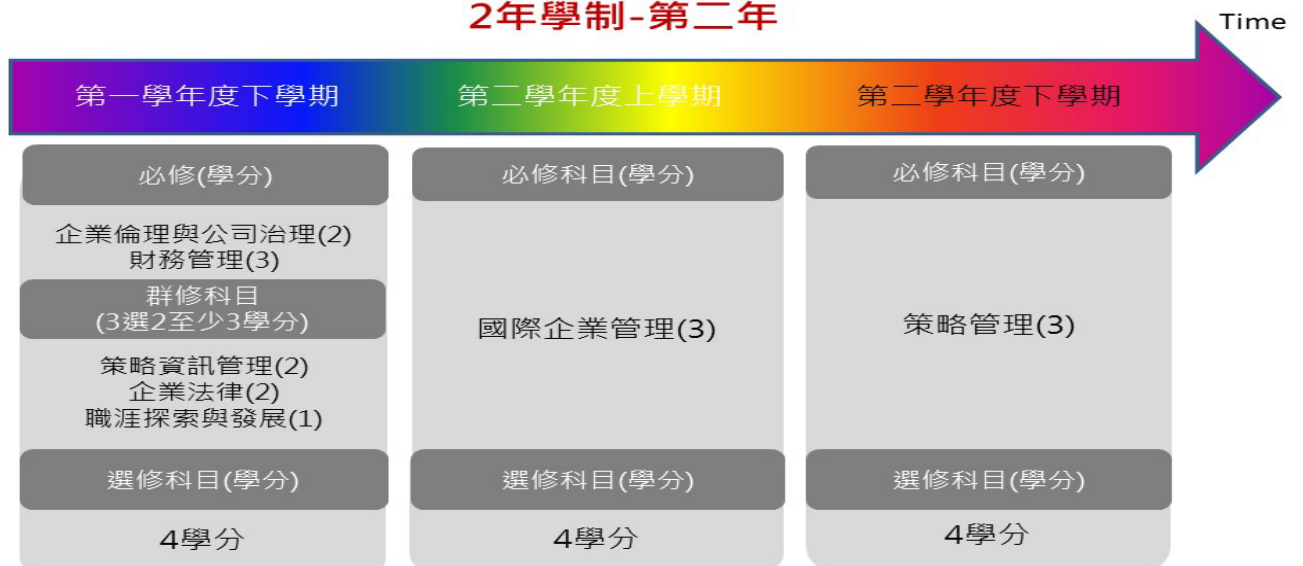 2年學制-第二年
Time
第一學年度下學期
第二學年度上學期
第二學年度下學期
必修(學分)
企業倫理與公司治理(2)
財務管理(3)
群修科目
(3選2至少3學分)
策略資訊管理(2)
企業法律(2)
職涯探索與發展(1)
選修科目(學分)
4學分
必修科目(學分)
國際企業管理(3)
選修科目(學分)
4學分
必修科目(學分)
策略管理(3)
選修科目(學分)
4學分